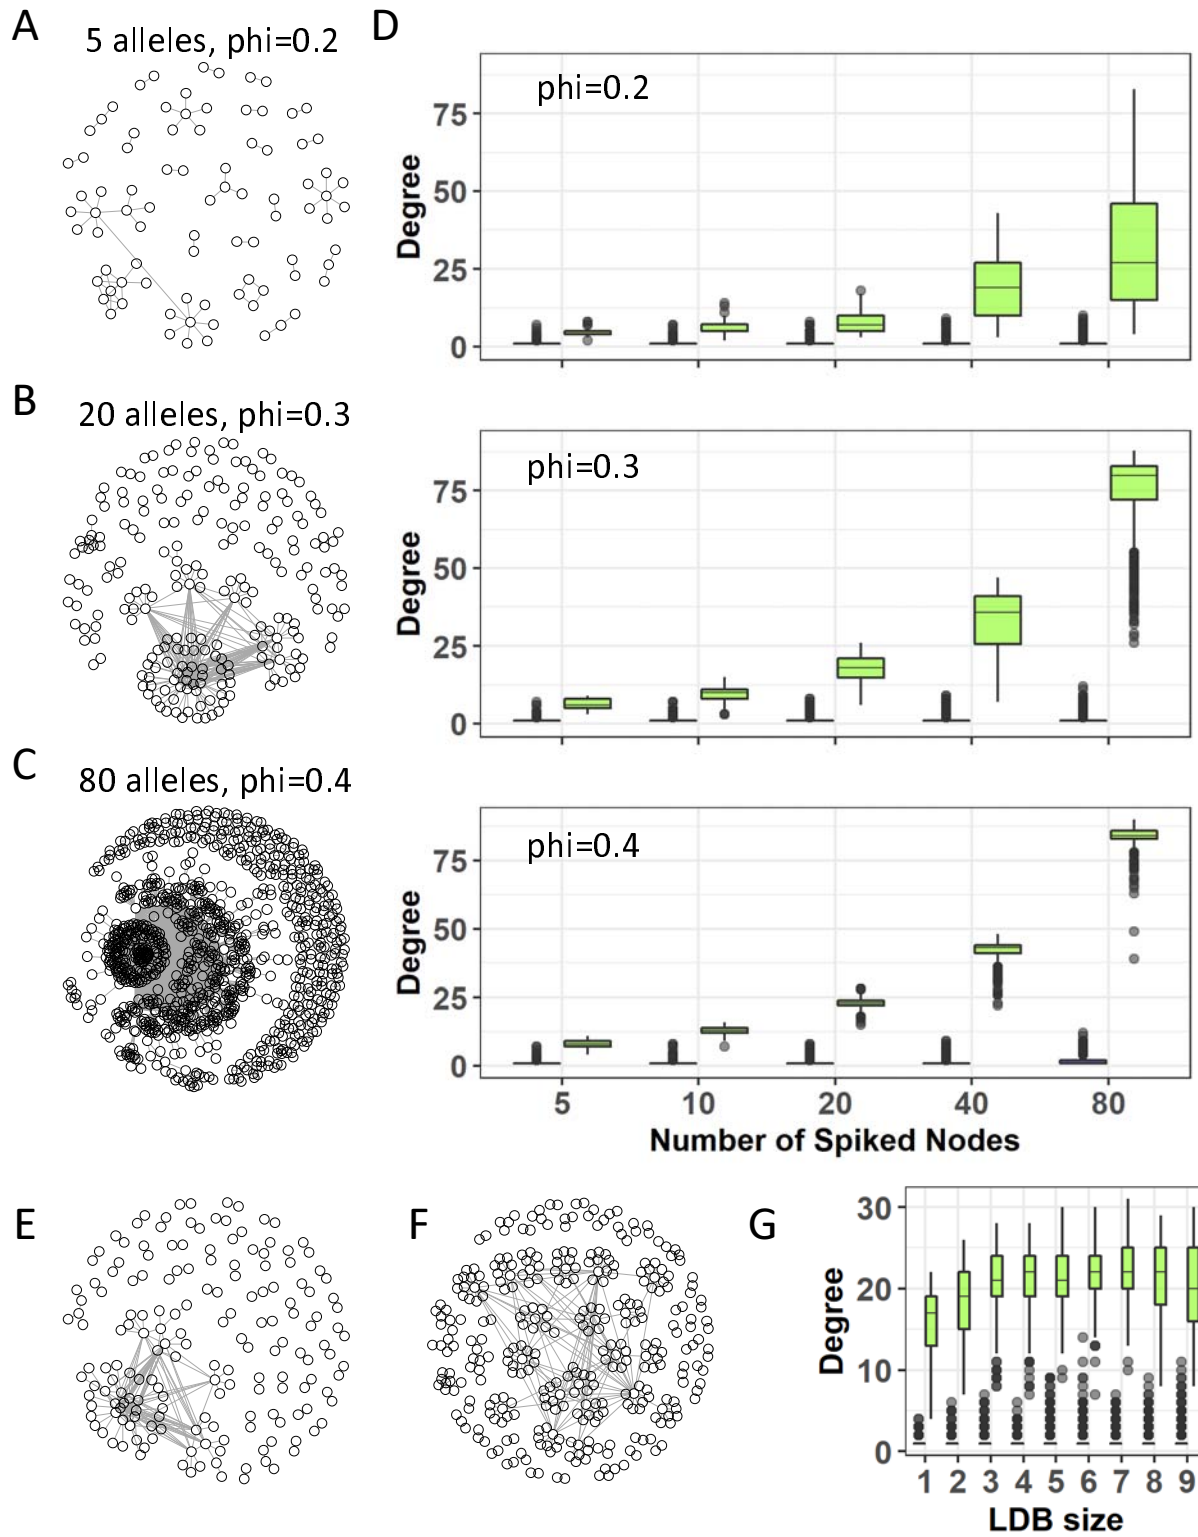 A
5 alleles, phi=0.2
B
20 alleles, phi=0.3
C
80 alleles, phi=0.4
D
phi=0.2
Degree
75
50
25
0
phi=0.3
Degree
75
50
25
0
phi=0.4
Degree
75
50
25
0
5 10 20 40 80
Number of Spiked Nodes
E
F
G
Degree
30
20
10
0
1 2 3 4 5 6 7 8 9
LDB size